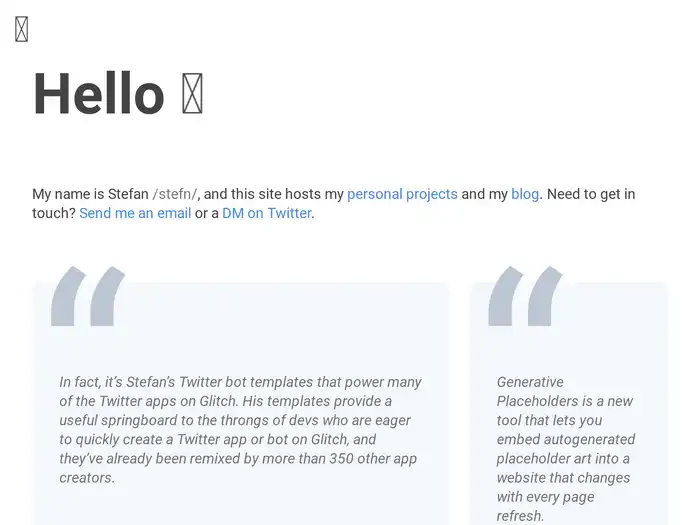 Hello
My name is Stefan /stefn/, and this site hosts my personal projects and my blog. Need to get in
touch? Send me an email or a DM on Twitter.
“
In fact, it’s Stefan’s Twitter bot templates that power many
of the Twitter apps on Glitch. His templates provide a
useful springboard to the throngs of devs who are eager
to quickly create a Twitter app or bot on Glitch, and
they’ve already been remixed by more than 350 other app
creators.
“
Generative
Placeholders is a new
tool that lets you
embed autogenerated
placeholder art into a
website that changes
with every page
refresh.